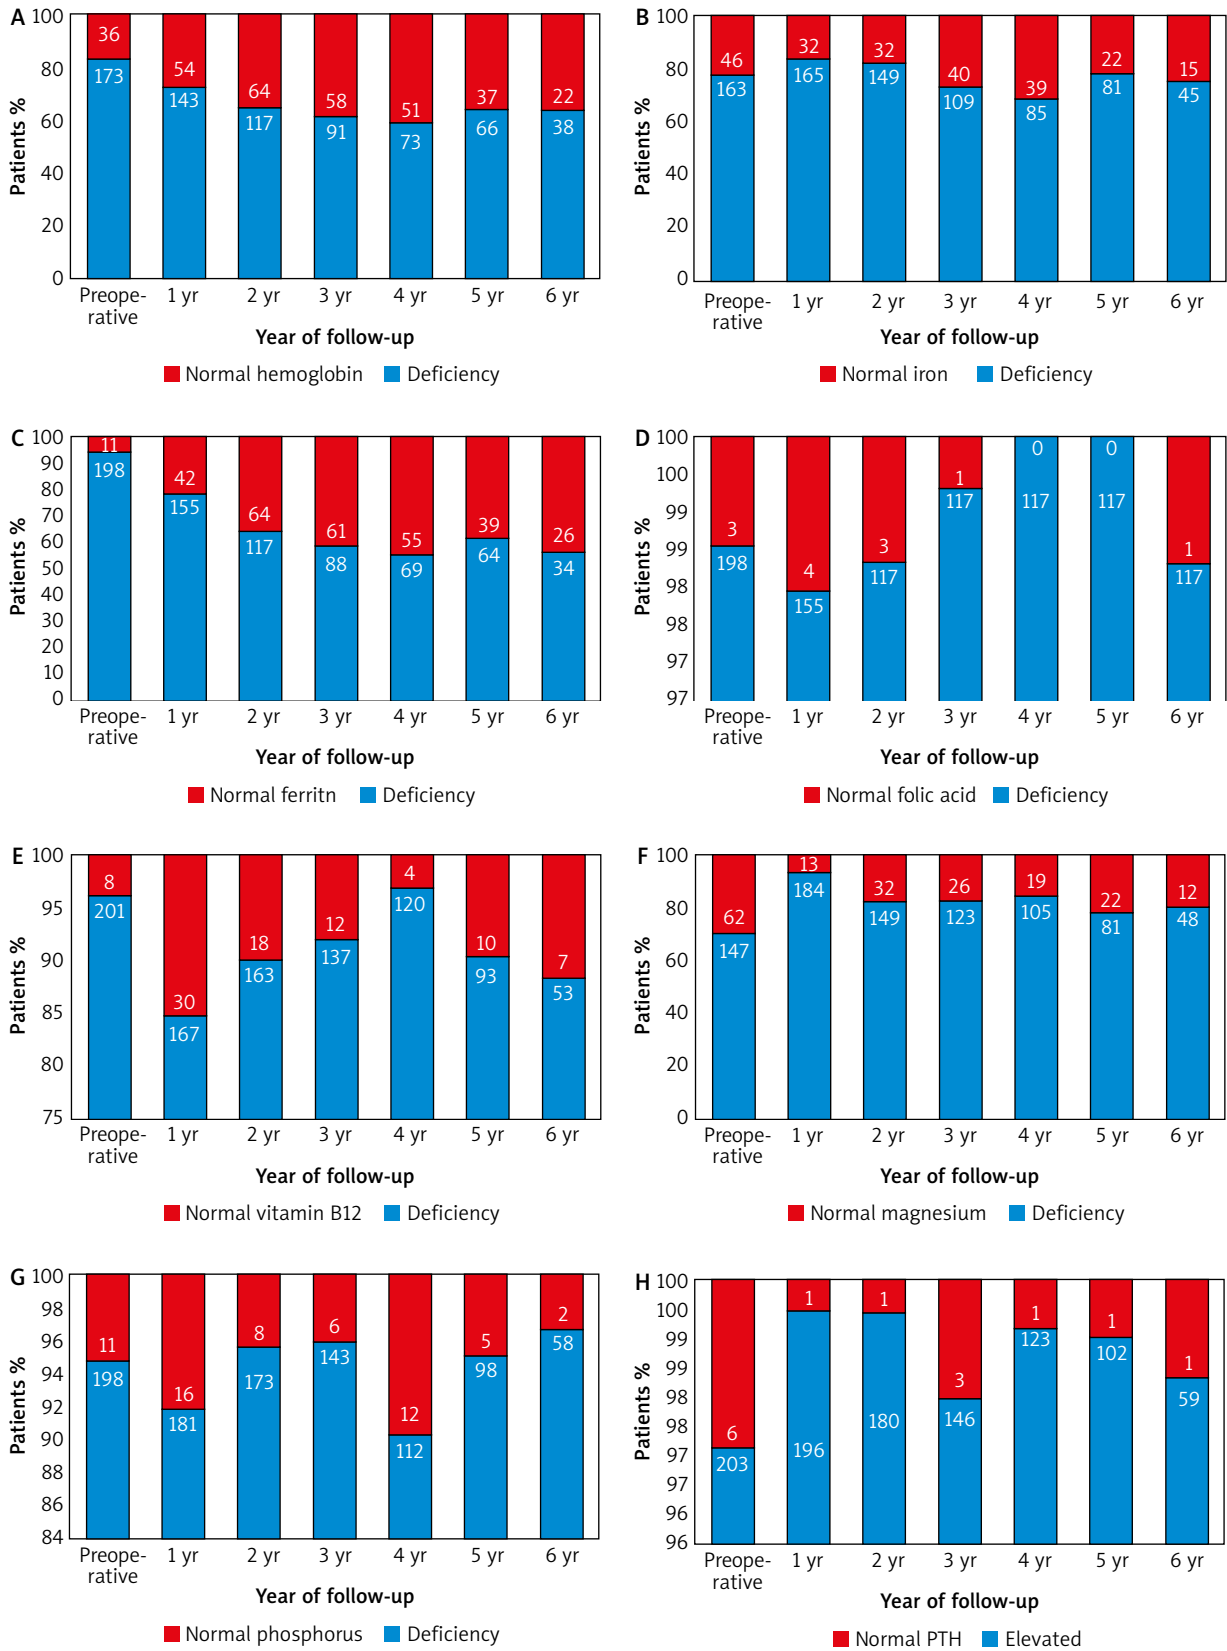 A
Patients %
100
80
60
40
20
0
36 54 64 58 51 37 22
173 143 117 91 73 66 38
Preope-
rative 1 yr 2 yr 3 yr 4 yr 5 yr 6 yr
Year of follow-up
Normal hemoglobin Deficiency
B
Patients %
100
80
60
40
20
0
46 32 32 40 39 22 15
163 165 149 109 85 81 45
Preope-
rative 1 yr 2 yr 3 yr 4 yr 5 yr 6 yr
Year of follow-up
Normal iron Deficiency
C
Patients %
100
90
80
70
60
50
40
30
20
10
0
11 42 64 61 55 39 26
198 155 117 88 69 64 34
Preope-
rative 1 yr 2 yr 3 yr 4 yr 5 yr 6 yr
Year of follow-up
Normal ferritn Deficiency
D
Patients %
100
100
99
99
98
98
97
97
3 4 3 1 0 0 1
198 155 117 117 117 117 117
Preope-
rative 1 yr 2 yr 3 yr 4 yr 5 yr 6 yr
Year of follow-up
Normal folic acid Deficiency
E
Patients %
100
95
90
85
80
75
8 30 18 12 4 10 7
201 167 163 137 120 93 53
Preope-
rative 1 yr 2 yr 3 yr 4 yr 5 yr 6 yr
Year of follow-up
Normal vitamin B12 Deficiency
F
Patients %
100
80
60
40
20
0
62 13 32 26 19 22 12
147 184 149 123 105 81 48
Preope-
rative 1 yr 2 yr 3 yr 4 yr 5 yr 6 yr
Year of follow-up
Normal magnesium Deficiency
G
Patients %
100
98
96
94
92
90
88
86
84
11 16 8 6 12 5 2
198 181 173 143 112 98 58
Preope-
rative 1 yr 2 yr 3 yr 4 yr 5 yr 6 yr
Year of follow-up
Normal phosphorus Deficiency
H
Patients %
100
100
99
99
98
98
97
97
96
96
6 1 1 3 1 1 1
203 196 180 146 123 102 59
Preope-
rative 1 yr 2 yr 3 yr 4 yr 5 yr 6 yr
Year of follow-up
Normal PTH Elevated